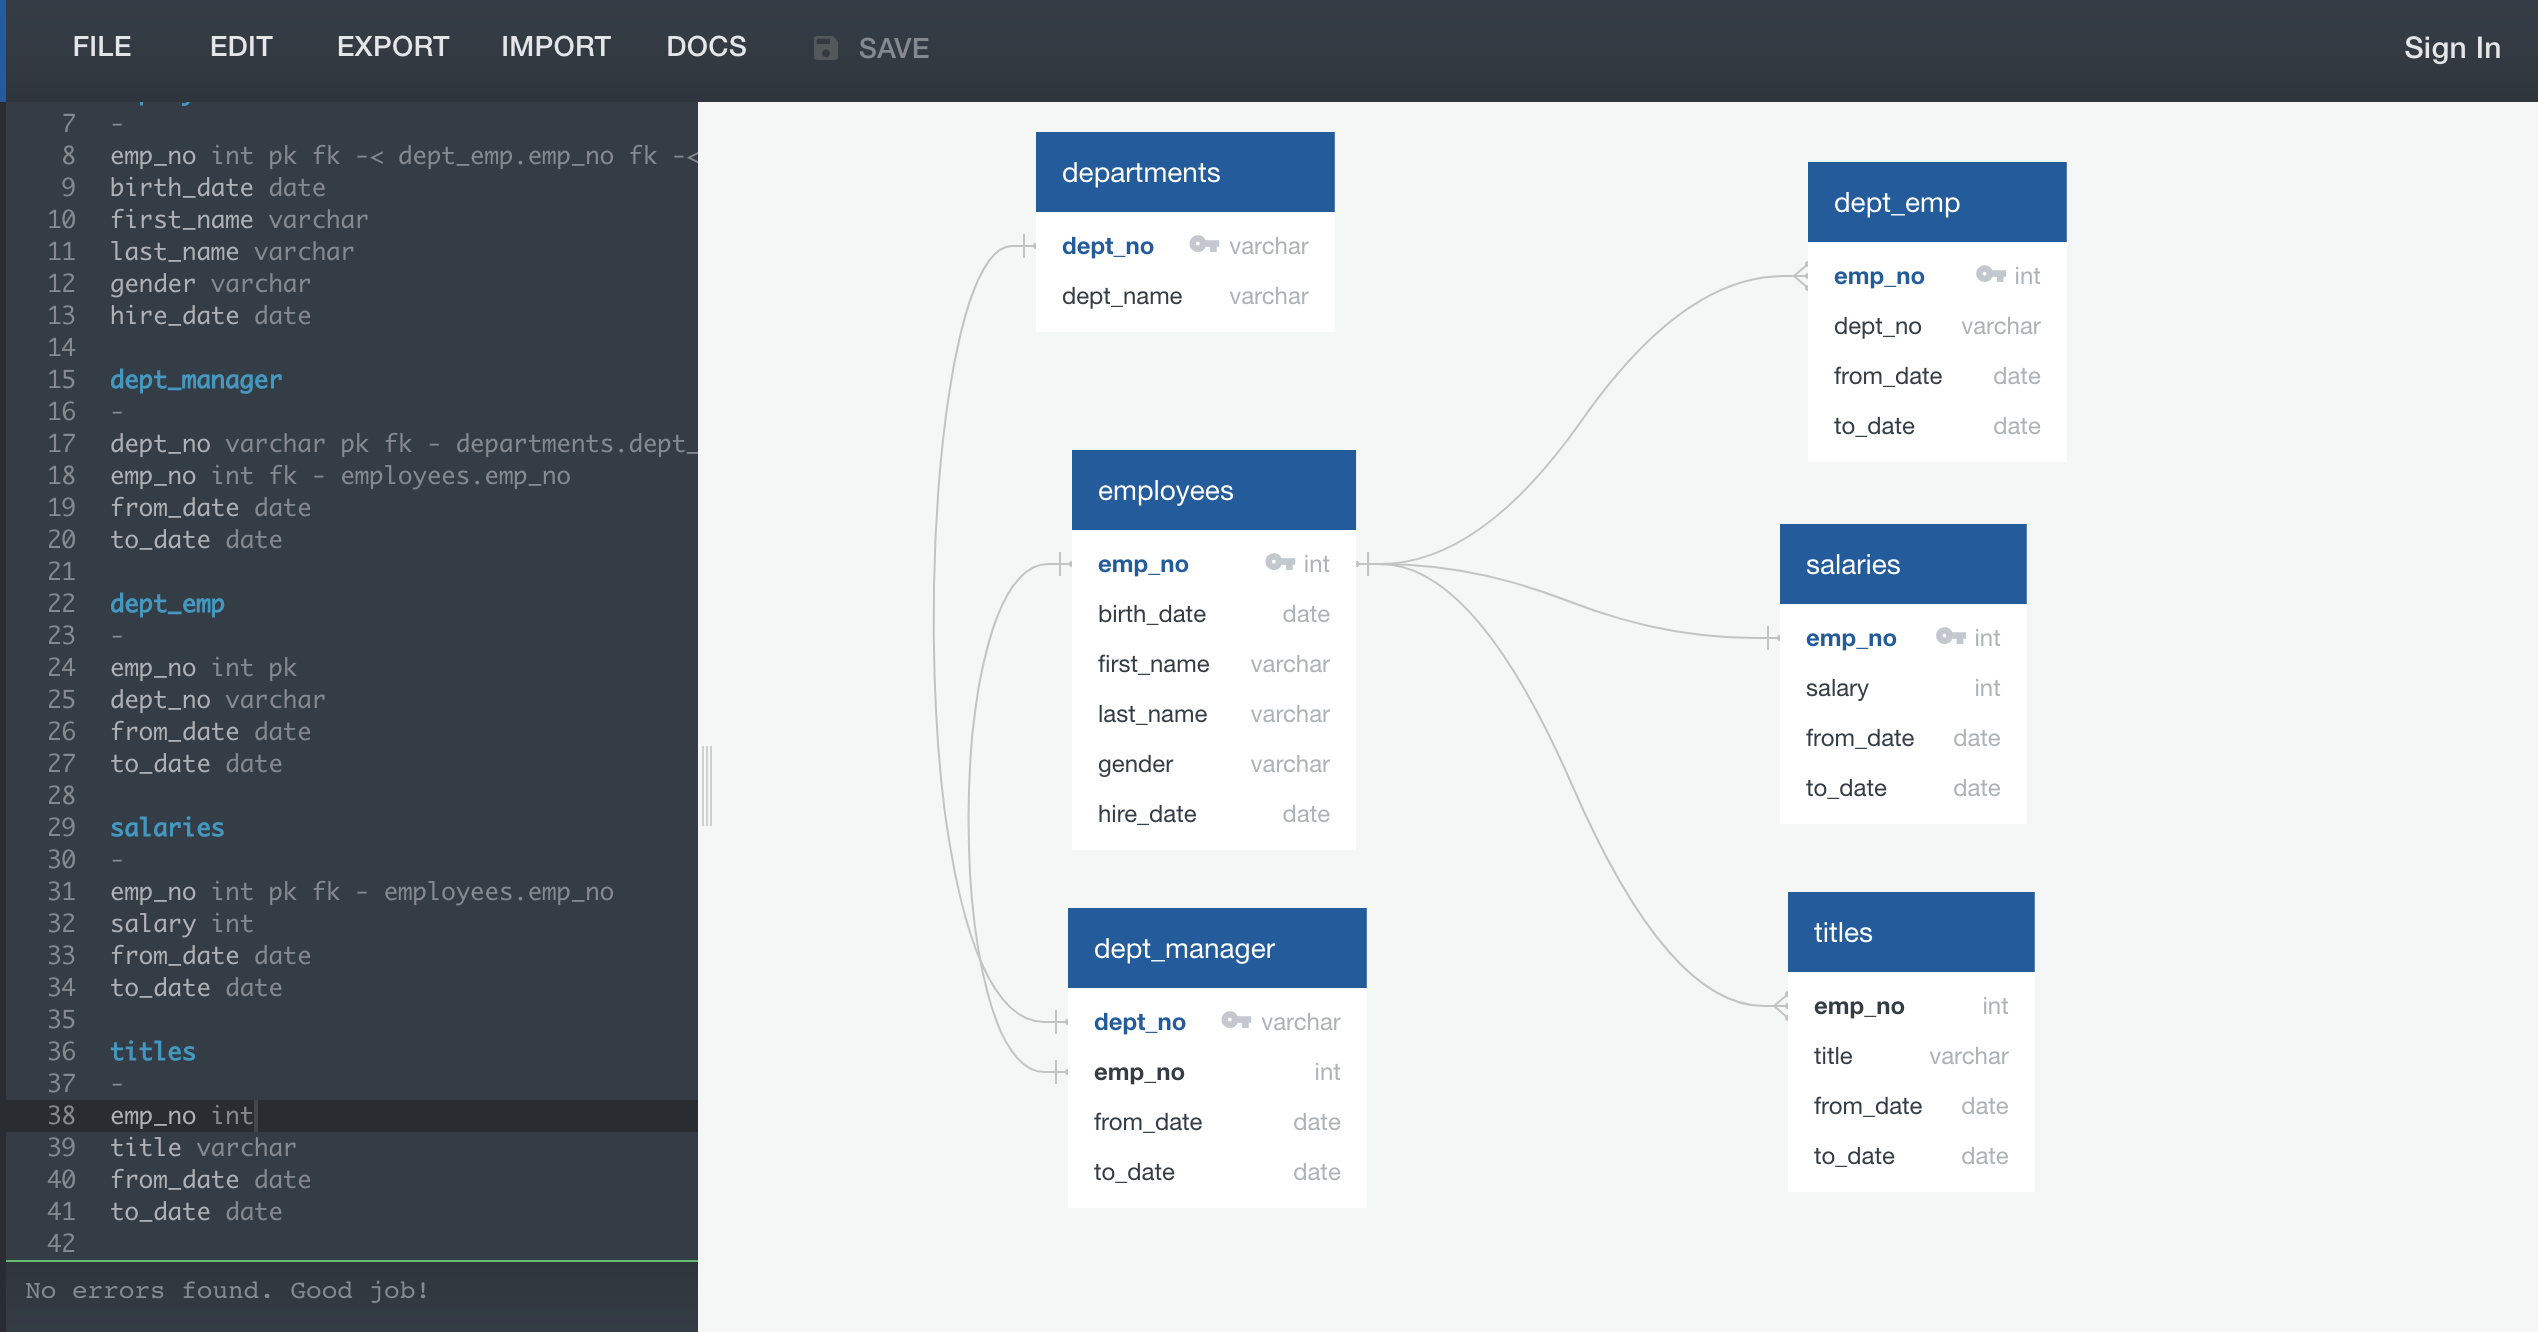 FILE EDIT EXPORT IMPORT DOCS SAVE Sign In
7 -
8 emp_no int pk fk -< dept_emp.emp_no fk -<
9 birth_date date
10 first_name varchar
11 last_name varchar
12 gender varchar
13 hire_date date
14
15 dept_manager
16 -
17 dept_no varchar pk fk - departments.dept_
18 emp_no int fk - employees.emp_no
19 from_date date
20 to_date date
21
22 dept_emp
23 -
24 emp_no int pk
25 dept_no varchar
26 from_date date
27 to_date date
28
29 salaries
30 -
31 emp_no int pk fk - employees.emp_no
32 salary int
33 from_date date
34 to_date date
35
36 titles
37 -
38 emp_no int
39 title varchar
40 from_date date
41 to_date date
42
No errors found. Good job!
departments
dept_no varchar
dept_name varchar
employees
emp_no int
birth_date date
first_name varchar
last_name varchar
gender varchar
hire_date date
dept_manager
dept_no varchar
emp_no int
from_date date
to_date date
dept_emp
emp_no int
dept_no varchar
from_date date
to_date date
salaries
emp_no int
salary int
from_date date
to_date date
titles
emp_no int
title varchar
from_date date
to_date date